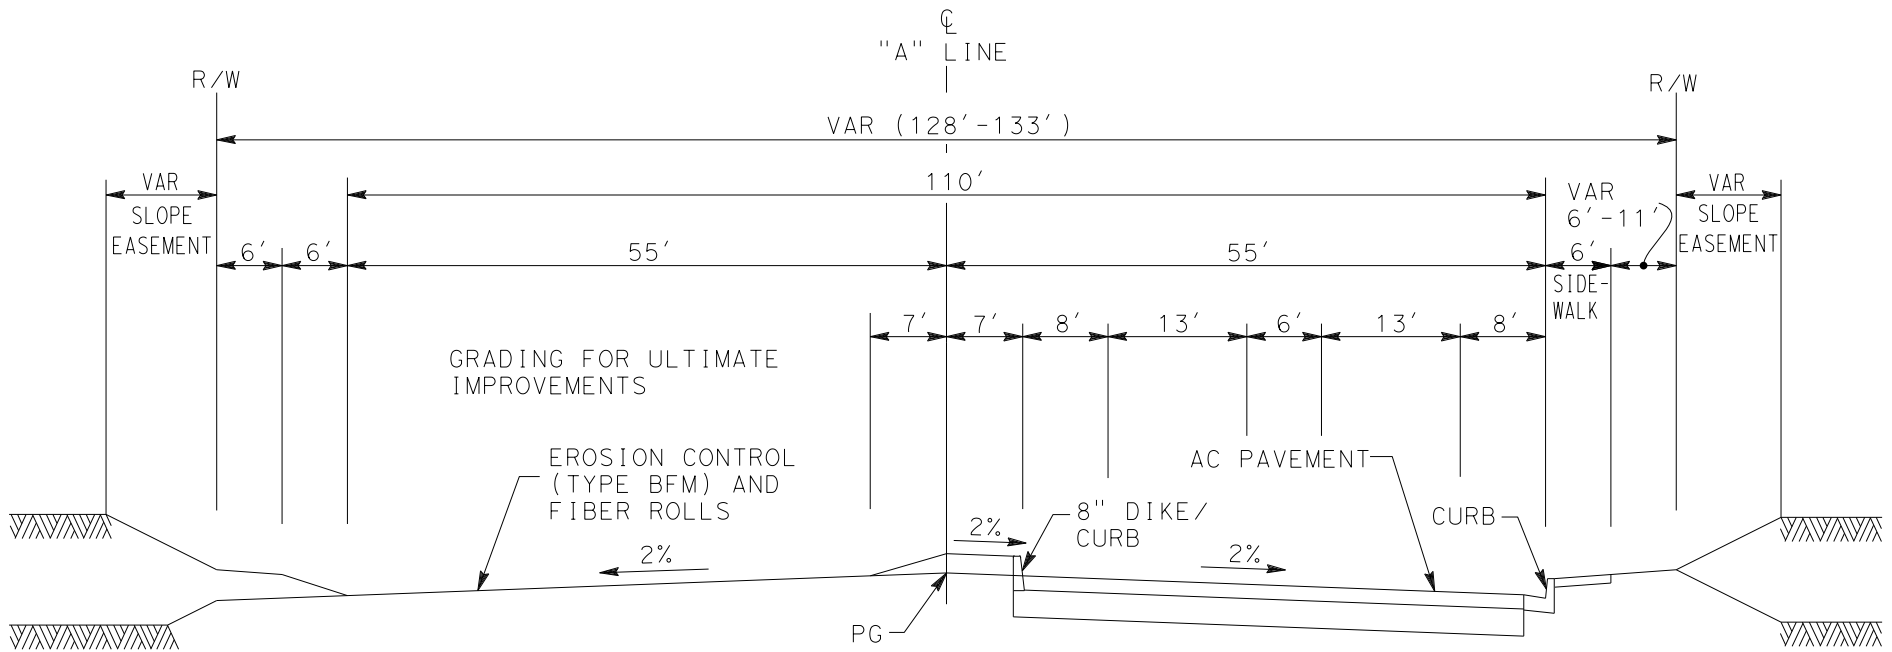 ℄
"A" LINE
R/W
R/W
VAR (128'-133')
VAR
SLOPE
EASEMENT
110'
VAR
6'-11'
VAR
SLOPE
EASEMENT
6'
6'
55'
55'
6'
SIDE-
WALK
7'
7'
8'
13'
6'
13'
8'
GRADING FOR ULTIMATE
IMPROVEMENTS
EROSION CONTROL
(TYPE BFM) AND
FIBER ROLLS
AC PAVEMENT
8" DIKE/
CURB
CURB
2%
2%
2%
PG